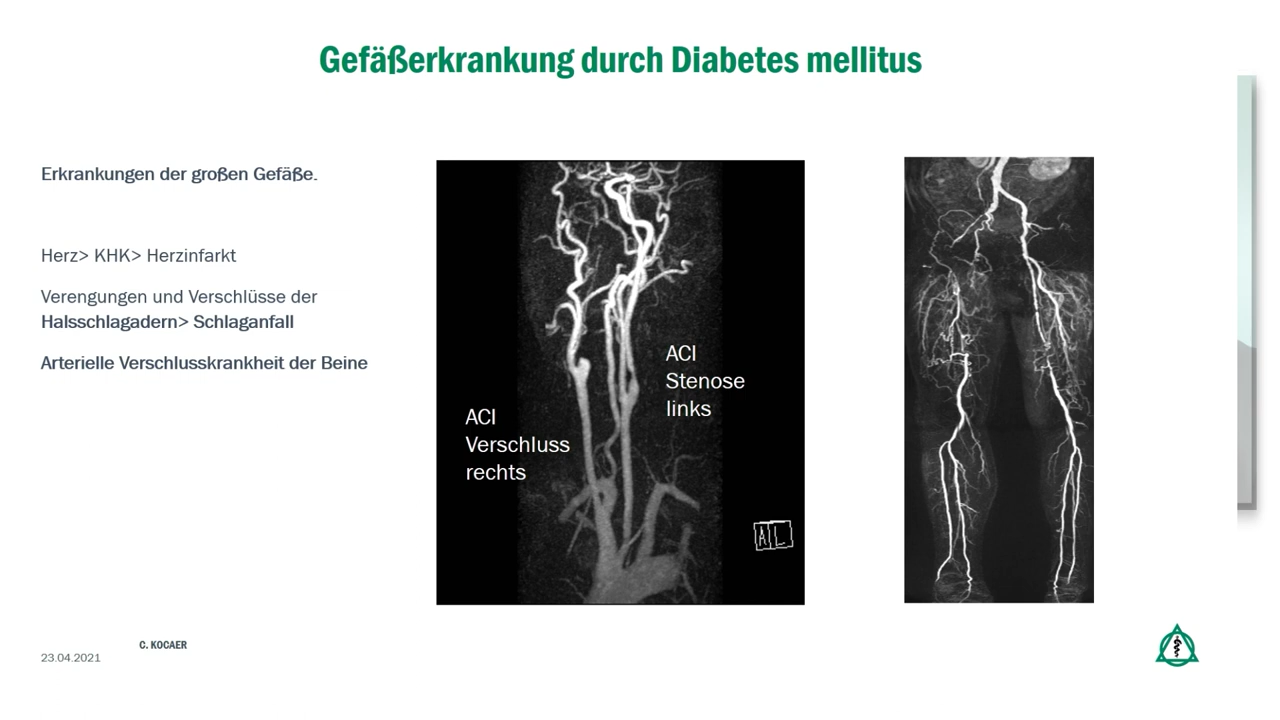 Gefäßerkrankung durch Diabetes mellitus
Erkrankungen der großen Gefäße.
Herz> KHK> Herzinfarkt
Verengungen und Verschlüsse der
Halsschlagadern> Schlaganfall
Arterielle Verschlusskrankheit der Beine
ACI
Stenose
links
ACI
Verschluss
rechts
AL
C. KOCAER
23.04.2021